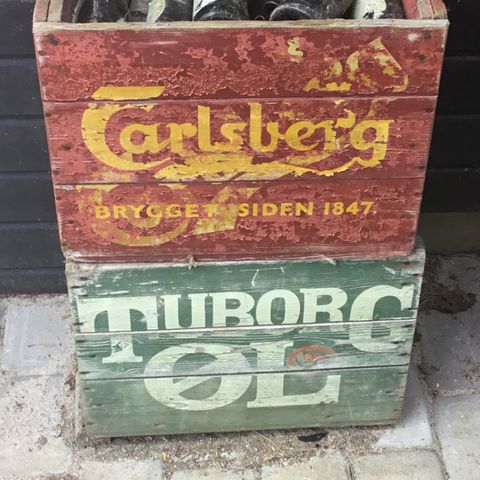 Carlsberg
BRYGGET SIDEN 1847.
TUBORG
ØL